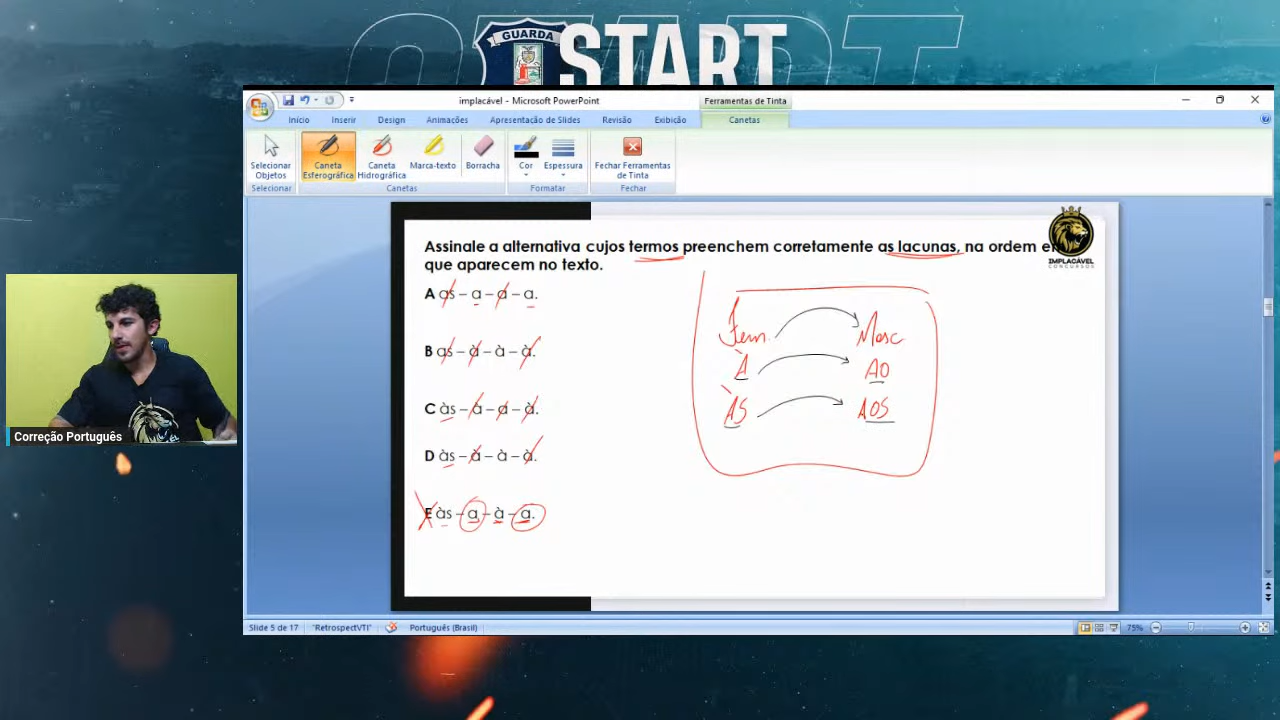 GUARDA
START
implacável - Microsoft PowerPoint
Ferramentas de Tinta
Início
Inserir
Design
Animações
Apresentação de Slides
Revisão
Exibição
Canetas
Selecionar Objetos
Caneta Esferográfica
Caneta Hidrográfica
Marca-texto
Borracha
Cor
Espessura
Fechar Ferramentas de Tinta
Selecionar
Canetas
Formatar
Fechar
Assinale a alternativa cujos termos preenchem corretamente as lacunas, na ordem em
que aparecem no texto.
IMPLACÁVEL
CONCURSOS
A as – a – a – a.
B as – à – à – à.
C às – a – a – à.
D às – à – à – à.
E às – a – à – a.
Fem Masc
À AO
ÀS AOS
Correção Português
Slide 5 de 17
"RetrospectVTI"
Português (Brasil)
75%